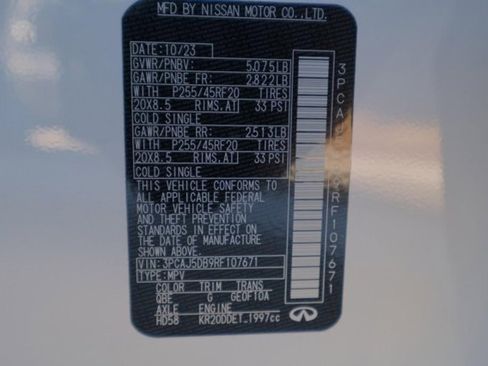 MFD BY NISSAN MOTOR CO.,LTD.
DATE: 10/23
GVWR/PNBV: 5,075LB
GAWR/PNBE FR: 2,822LB
WITH P255/45RF20 TIRES
20X8.5 RIMS,AT 33 PSI
COLD SINGLE
GAWR/PNBE RR: 2,513LB
WITH P255/45RF20 TIRES
20X8.5 RIMS,AT 33 PSI
COLD SINGLE
THIS VEHICLE CONFORMS TO
ALL APPLICABLE FEDERAL
MOTOR VEHICLE SAFETY
AND THEFT PREVENTION
STANDARDS IN EFFECT ON
THE DATE OF MANUFACTURE
SHOWN ABOVE.
VIN: 3PCAJ5DB9RF107671
TYPE: MPV
COLOR TRIM TRANS
QBE G GE0F10A
AXLE ENGINE
HD58 KR20DDET 1997cc